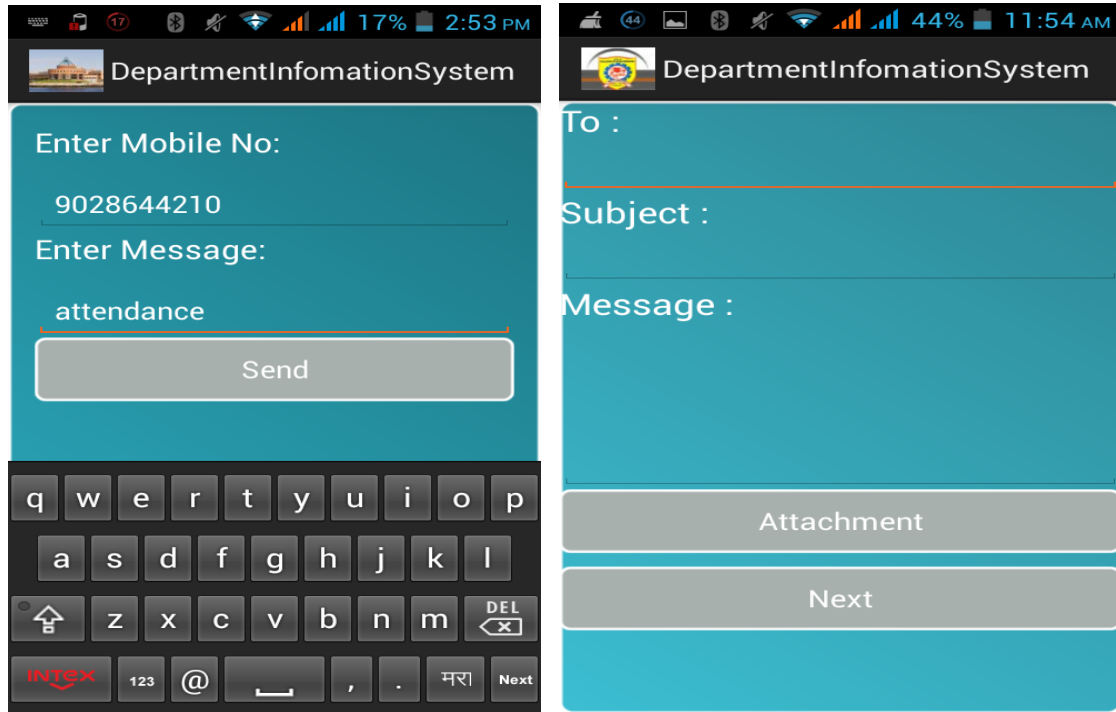 17 17% 2:53 PM
DepartmentInfomationSystem
Enter Mobile No:
9028644210
Enter Message:
attendance
Send
q w e r t y u i o p
a s d f g h j k l
z x c v b n m DEL
INTEX 123 @ , . मरा Next
44 44% 11:54 AM
DepartmentInfomationSystem
To :
Subject :
Message :
Attachment
Next